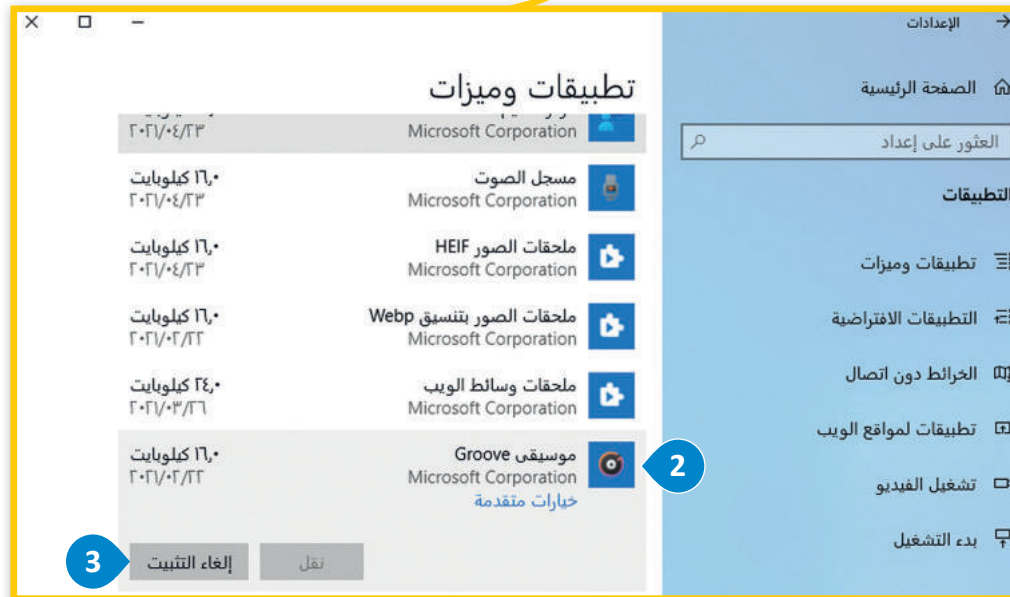 الإعدادات
الصفحة الرئيسية
العثور على إعداد
التطبيقات
تطبيقات وميزات
التطبيقات الافتراضية
الخرائط دون اتصال
تطبيقات لمواقع الويب
تشغيل الفيديو
بدء التشغيل
تطبيقات وميزات
Microsoft Corporation
٢٠٢١/٠٤/٢٣
مسجل الصوت
١٦,٠ كيلوبايت
Microsoft Corporation
٢٠٢١/٠٤/٢٣
ملحقات الصور HEIF
١٦,٠ كيلوبايت
Microsoft Corporation
٢٠٢١/٠٤/٢٣
ملحقات الصور بتنسيق Webp
١٦,٠ كيلوبايت
Microsoft Corporation
٢٠٢١/٠٢/٢٢
ملحقات وسائط الويب
٢٤,٠ كيلوبايت
Microsoft Corporation
٢٠٢١/٠٣/٢٦
2
موسيقى Groove
١٦,٠ كيلوبايت
Microsoft Corporation
٢٠٢١/٠٢/٢٢
خيارات متقدمة
نقل
إلغاء التثبيت
3